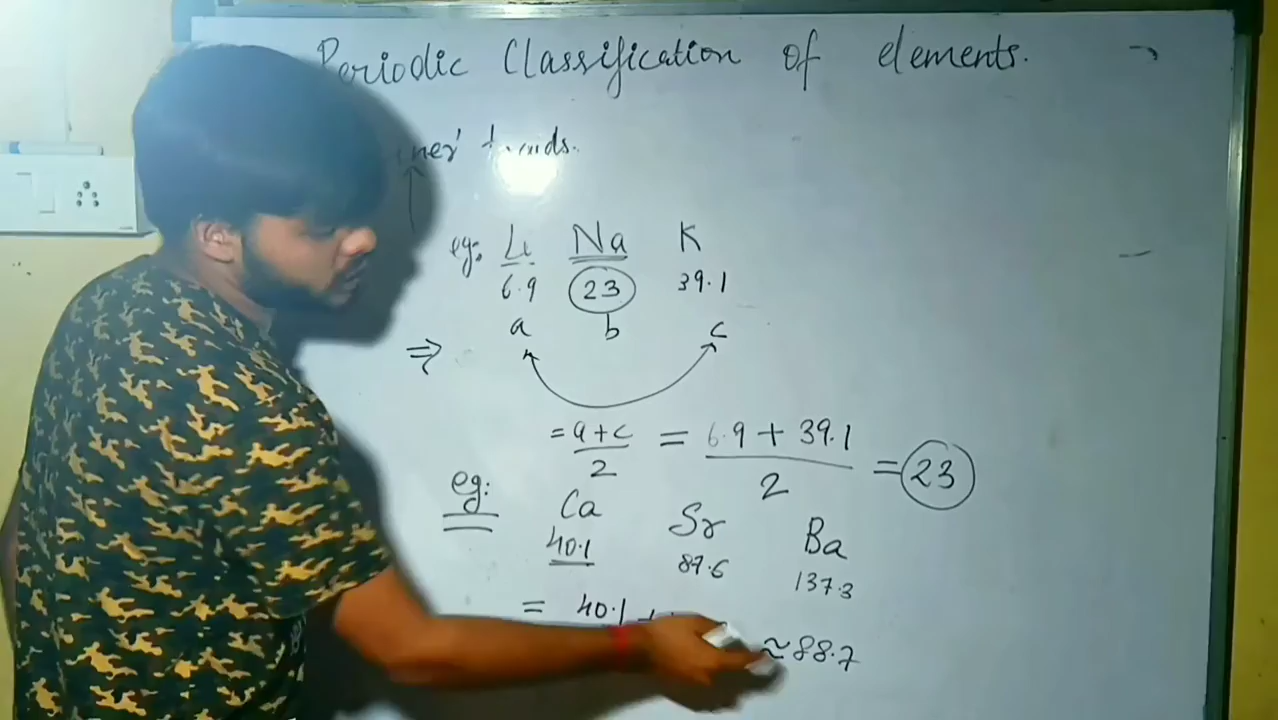 Periodic Classification of elements.
eg: Li Na K
6.9 23 39.1
a b c
⇒
= a+c/2 = 6.9 + 39.1/2 = 23
eg: Ca Sr Ba
40.1 87.6 137.3
= 40.1 + ≈ 88.7